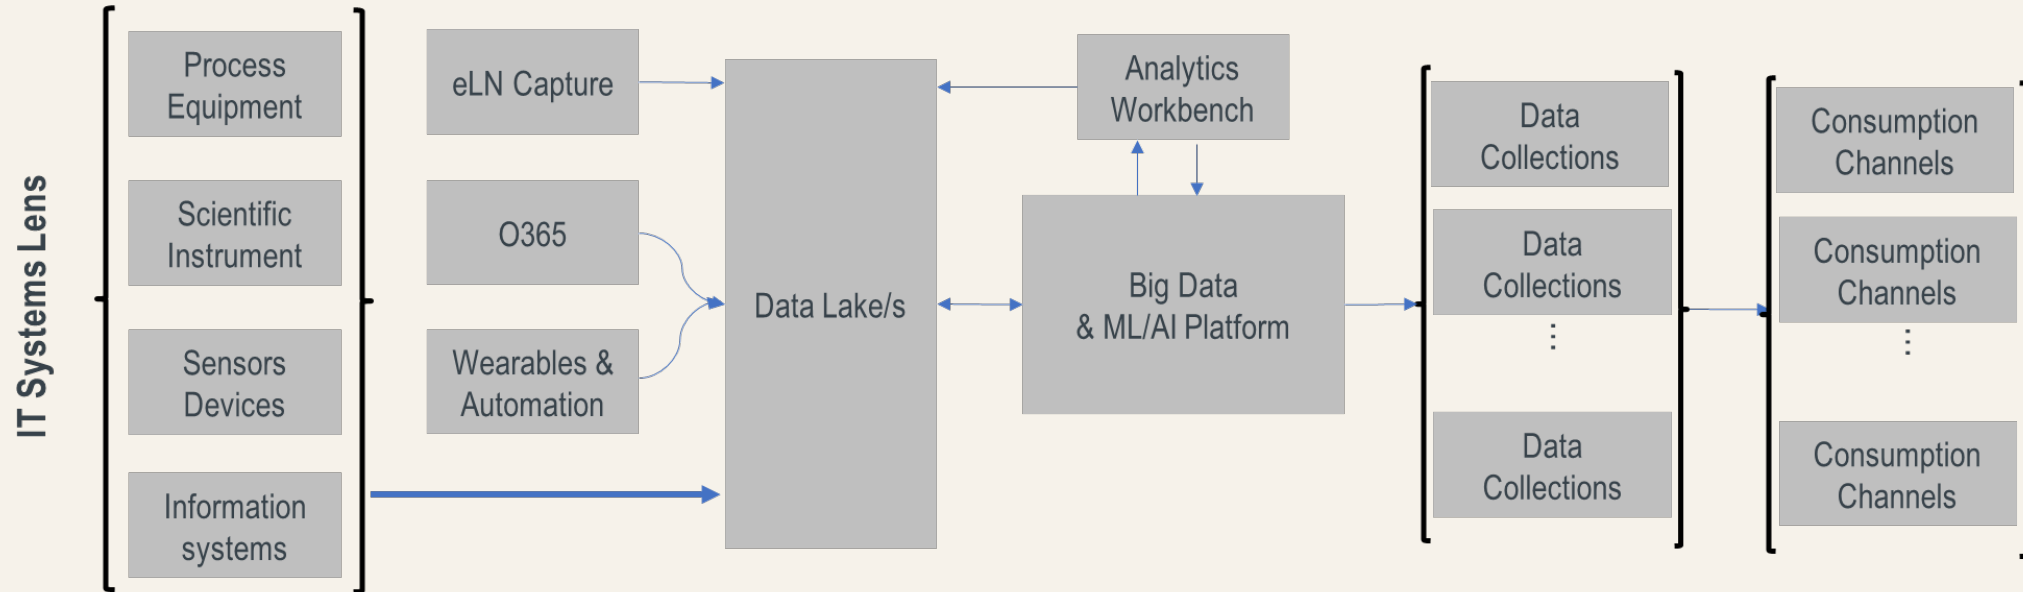 IT Systems Lens
Process
Equipment
Scientific
Instrument
Sensors
Devices
Information
systems
eLN Capture
O365
Wearables &
Automation
Data Lake/s
Analytics
Workbench
Big Data
& ML/AI Platform
Data
Collections
Data
Collections
⋮
Data
Collections
Consumption
Channels
Consumption
Channels
⋮
Consumption
Channels